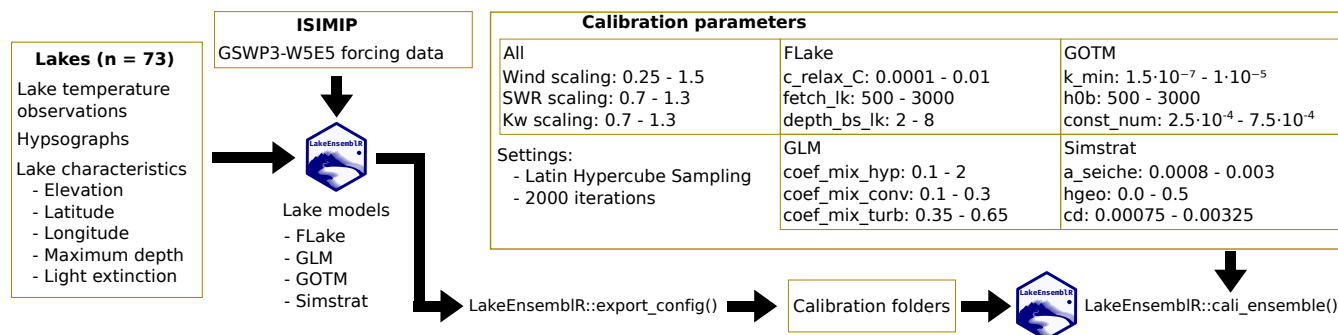 Lakes (n = 73)
Lake temperature
observations
Hypsographs
Lake characteristics
- Elevation
- Latitude
- Longitude
- Maximum depth
- Light extinction
ISIMIP
GSWP3-W5E5 forcing data
LakeEnsemblR
Lake models
- FLake
- GLM
- GOTM
- Simstrat
Calibration parameters
All
Wind scaling: 0.25 - 1.5
SWR scaling: 0.7 - 1.3
Kw scaling: 0.7 - 1.3
Settings:
- Latin Hypercube Sampling
- 2000 iterations
FLake
c_relax_C: 0.0001 - 0.01
fetch_lk: 500 - 3000
depth_bs_lk: 2 - 8
GOTM
k_min: 1.5·10⁻⁷ - 1·10⁻⁵
h0b: 500 - 3000
const_num: 2.5·10⁻⁴ - 7.5·10⁻⁴
GLM
coef_mix_hyp: 0.1 - 2
coef_mix_conv: 0.1 - 0.3
coef_mix_turb: 0.35 - 0.65
Simstrat
a_seiche: 0.0008 - 0.003
hgeo: 0.0 - 0.5
cd: 0.00075 - 0.00325
LakeEnsemblR::export_config()
Calibration folders
LakeEnsemblR
LakeEnsemblR::cali_ensemble()